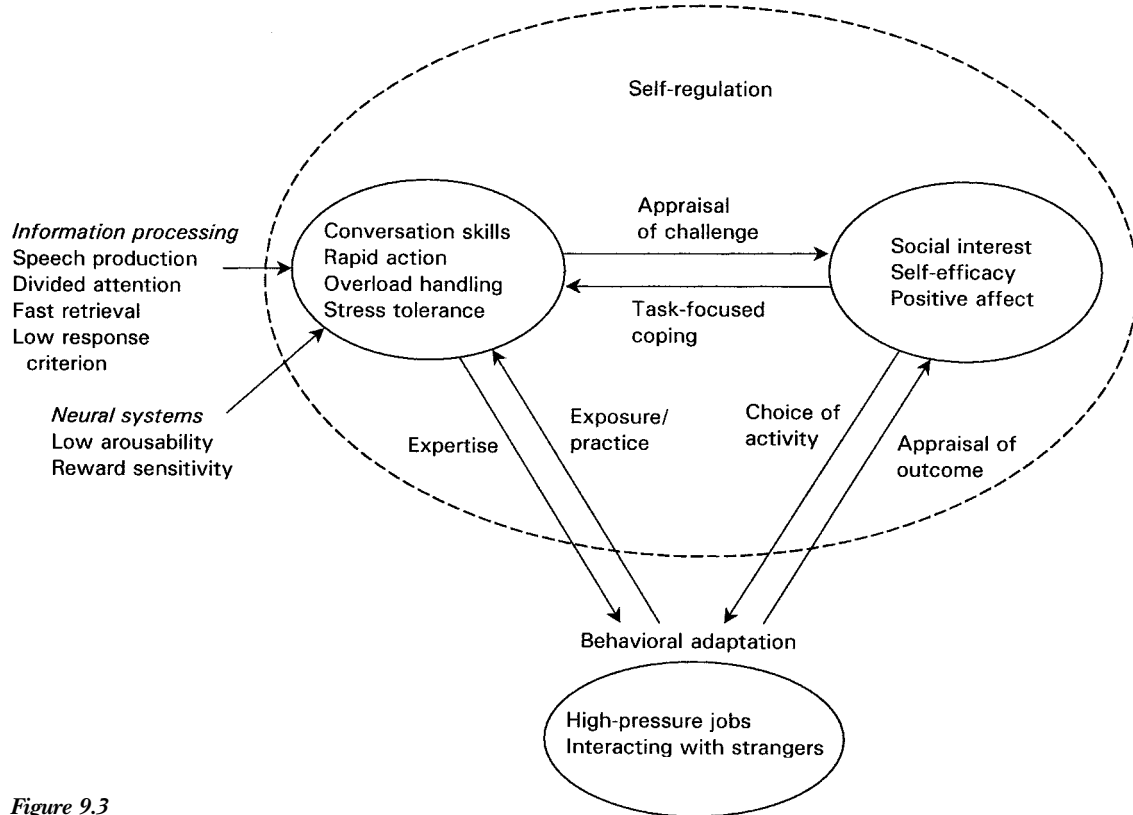 Self-regulation
Information processing
Speech production
Divided attention
Fast retrieval
Low response
criterion
Neural systems
Low arousability
Reward sensitivity
Conversation skills
Rapid action
Overload handling
Stress tolerance
Appraisal
of challenge
Task-focused
coping
Social interest
Self-efficacy
Positive affect
Expertise
Exposure/
practice
Choice of
activity
Appraisal of
outcome
Behavioral adaptation
High-pressure jobs
Interacting with strangers
Figure 9.3